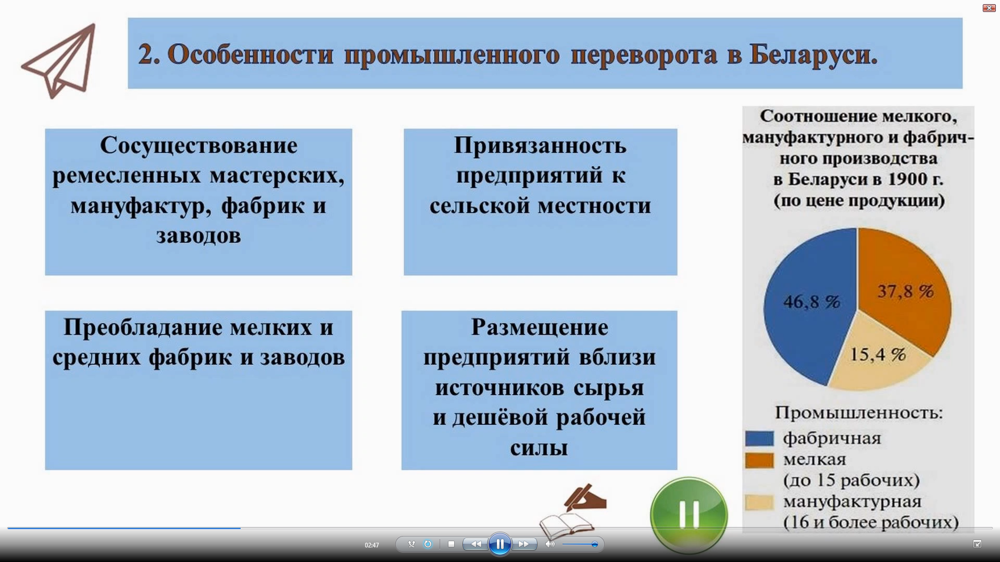 2. Особенности промышленного переворота в Беларуси.
Сосуществование
ремесленных мастерских,
мануфактур, фабрик и
заводов
Привязанность
предприятий к
сельской местности
Преобладание мелких и
средних фабрик и заводов
Размещение
предприятий вблизи
источников сырья
и дешёвой рабочей
силы
Соотношение мелкого,
мануфактурного и фабрич-
ного производства
в Беларуси в 1900 г.
(по цене продукции)
46,8 %
37,8 %
15,4 %
Промышленность:
фабричная
мелкая
(до 15 рабочих)
мануфактурная
(16 и более рабочих)
02:47